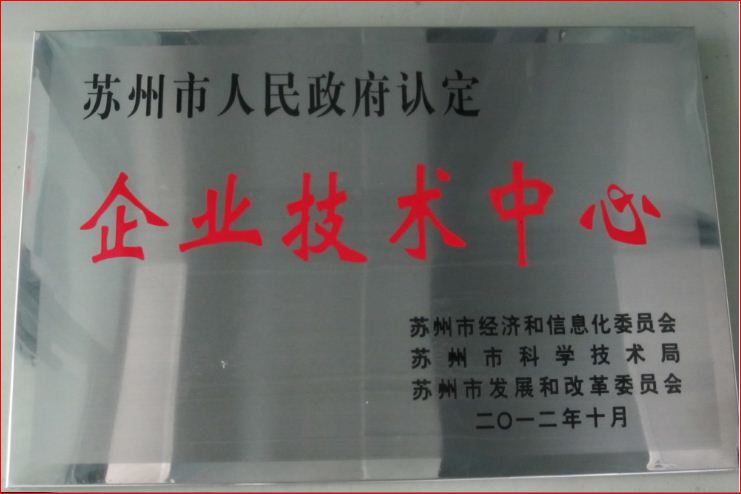 苏州市人民政府认定
企业技术中心
苏州市经济和信息化委员会
苏州市科学技术局
苏州市发展和改革委员会
二〇一二年十月